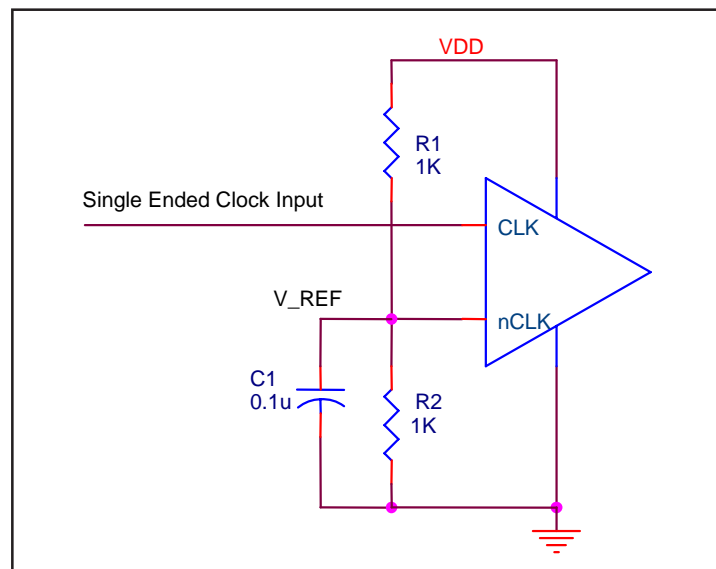 VDD
R1
1K
Single Ended Clock Input
CLK
V_REF
nCLK
C1
0.1u
R2
1K